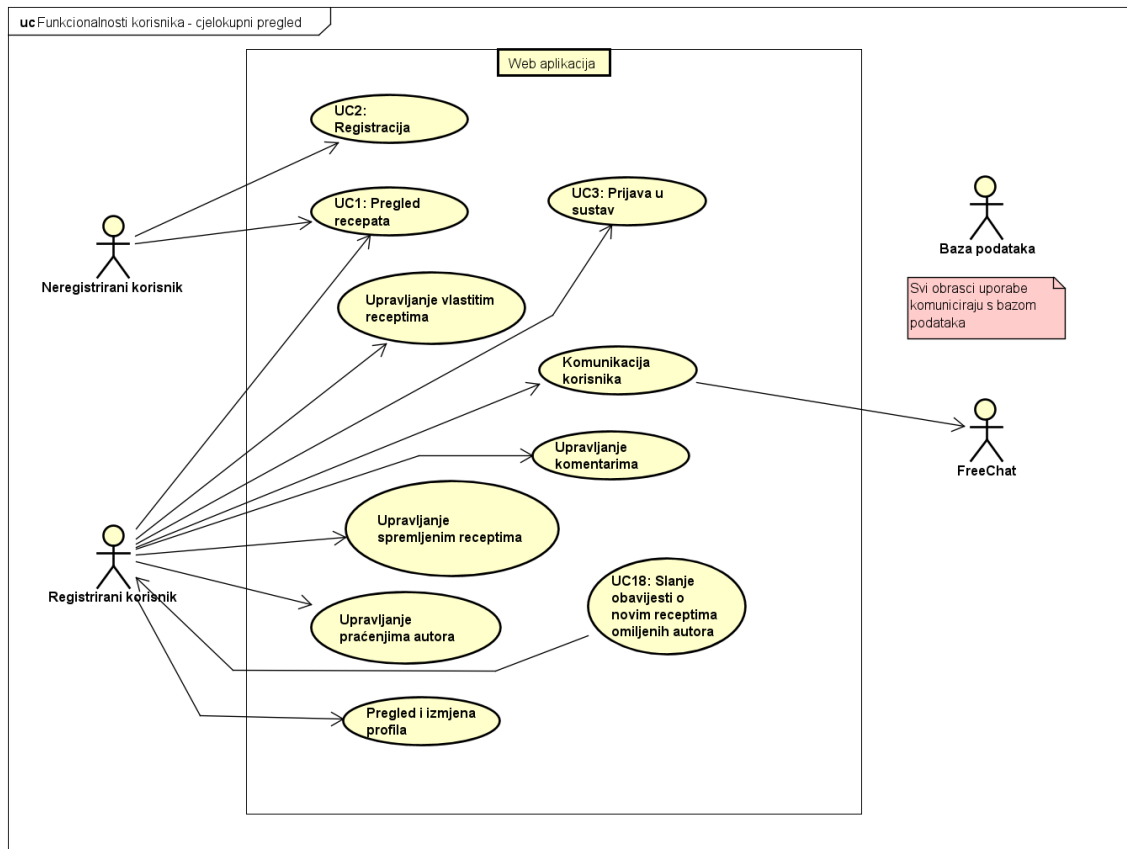 uc Funkcionalnosti korisnika - cjelokupni pregled
Web aplikacija
UC2:
Registracija
UC1: Pregled
recepata
UC3: Prijava u
sustav
Neregistrirani korisnik
Baza podataka
Svi obrasci uporabe
komuniciraju s bazom
podataka
Upravljanje vlastitim
receptima
Komunikacija
korisnika
FreeChat
Upravljanje
komentarima
Upravljanje
spremljenim receptima
Registrirani korisnik
UC18: Slanje
obavijesti o
novim receptima
omiljenih autora
Upravljanje
praćenjima autora
Pregled i izmjena
profila